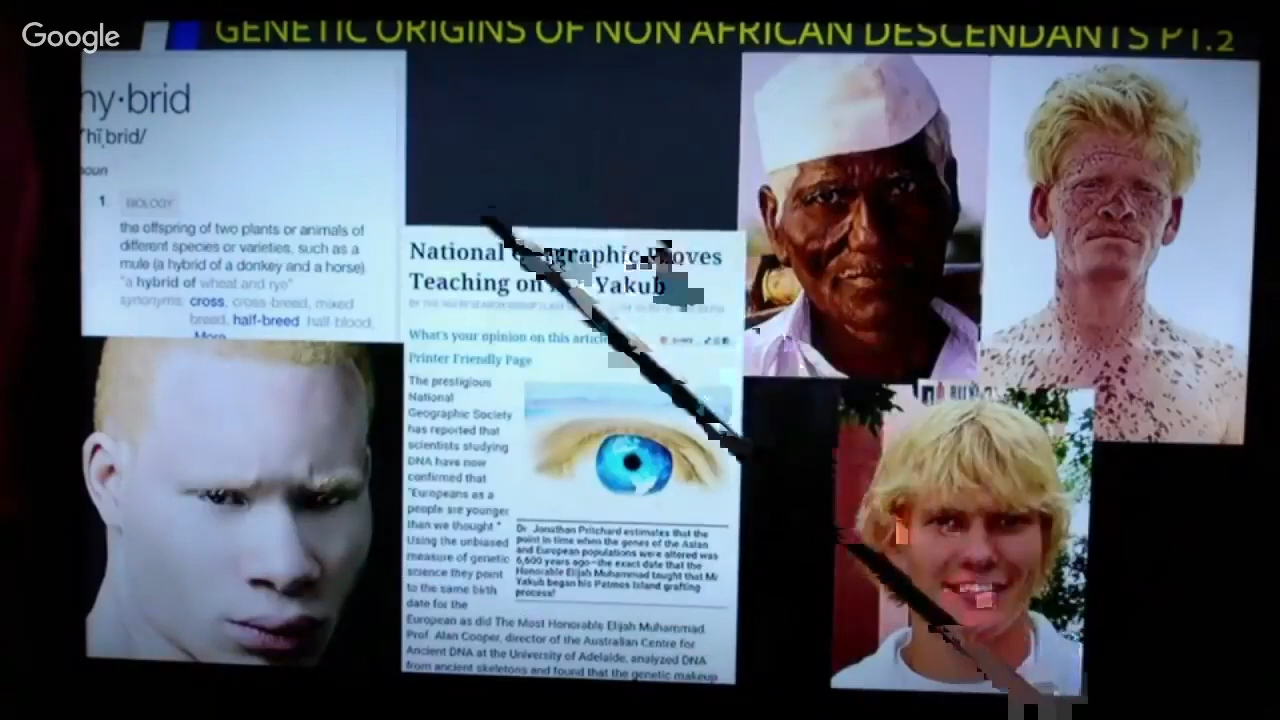 Google
GENETIC ORIGINS OF NON AFRICAN DESCENDANTS PT.2
hy·brid
noun
1. BIOLOGY
the offspring of two plants or animals of
different species or varieties, such as a
mule (a hybrid of a donkey and a horse)
"a hybrid of wheat and rye"
synonyms: cross, cross-breed, mixed
breed, half-breed, half-blood,
More
National Proves
Teaching on Yakub
What's your opinion on this article
Printer Friendly Page
The prestigious
National
Geographic Society
has reported that
scientists studying
DNA have now
confirmed that
"Europeans as a
people are younger
than we thought."
Using the unbiased
measure of genetic
science they point
to the same birth
date for the
European as did The Most Honorable Elijah Muhammad.
Prof. Alan Cooper, director of the Australian Centre for
Ancient DNA at the University of Adelaide, analyzed DNA
from ancient skeletons and found that the genetic makeup
Dr. Jonathan Pritchard estimates that the
point in time when the genes of the Asian
and European populations were altered was
6,600 years ago—the exact date that the
Honorable Elijah Muhammad taught that Mr
Yakub began his Patmos Island grafting
process!